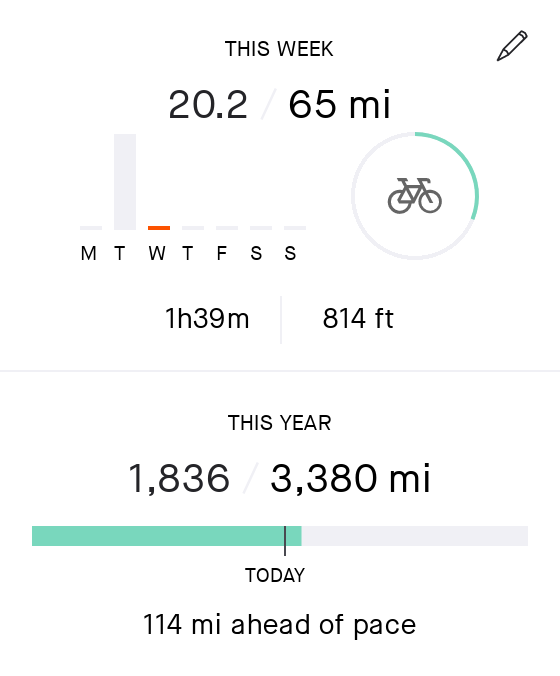 THIS WEEK
20.2 / 65 mi
M T W T F S S
1h39m 814 ft
THIS YEAR
1,836 / 3,380 mi
TODAY
114 mi ahead of pace